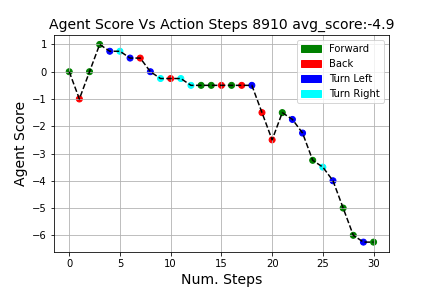 Agent Score Vs Action Steps 8910 avg_score:-4.9
Agent Score
1
0
−1
−2
−3
−4
−5
−6
Forward
Back
Turn Left
Turn Right
0 5 10 15 20 25 30
Num. Steps